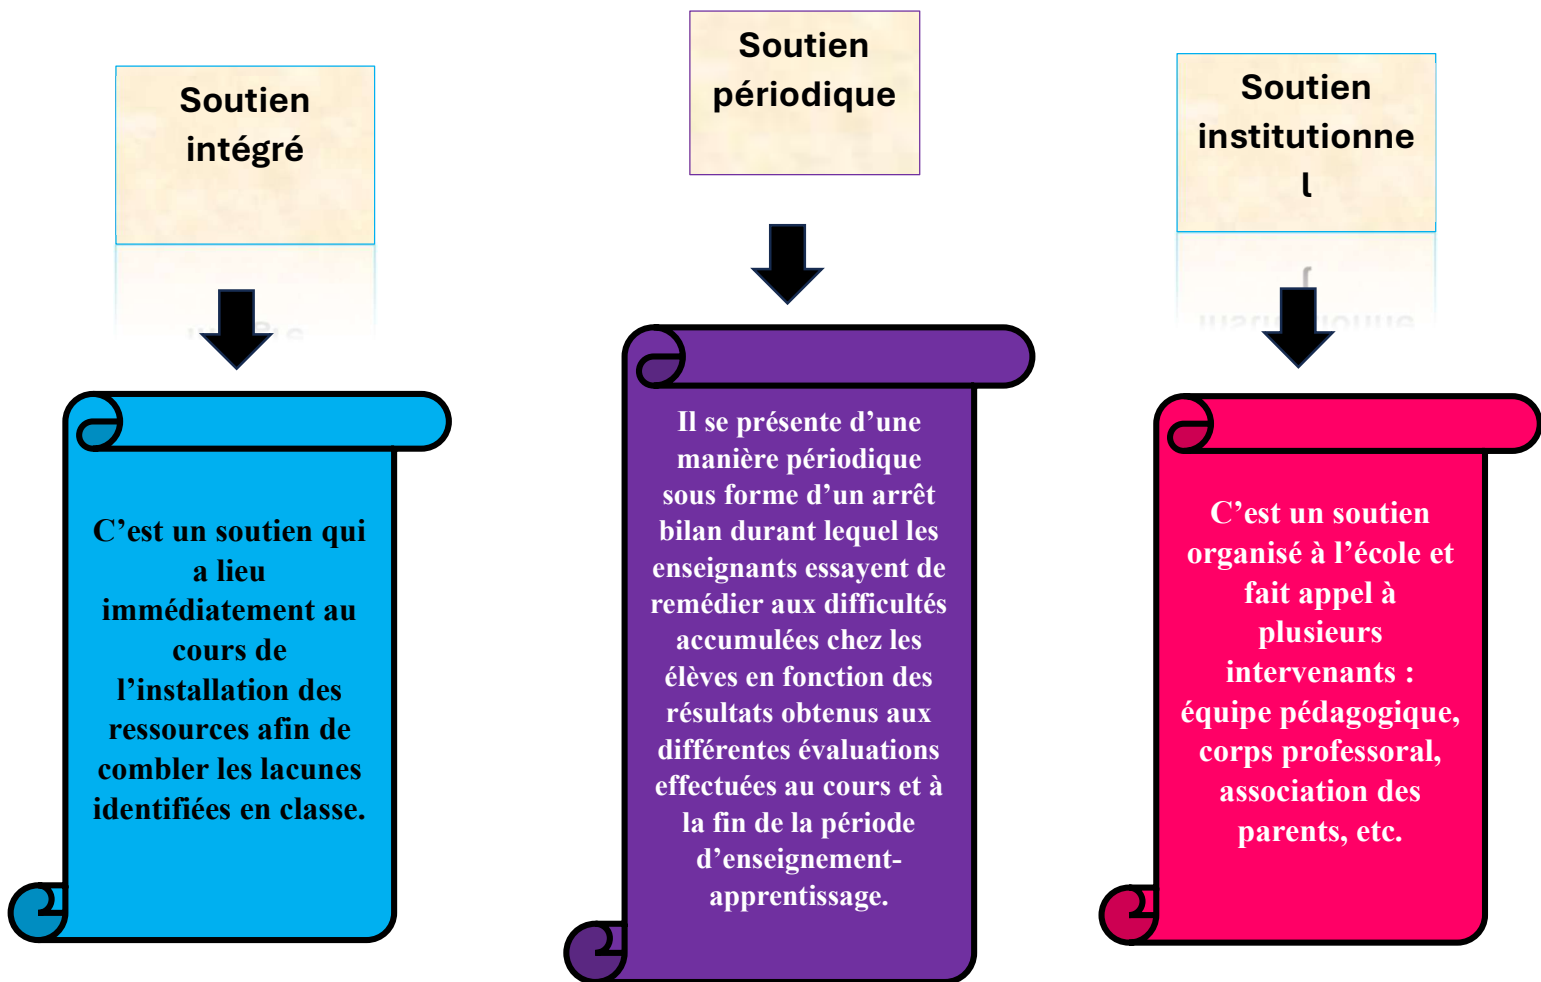 Soutien
intégré
C’est un soutien qui
a lieu
immédiatement au
cours de
l’installation des
ressources afin de
combler les lacunes
identifiées en classe.
Soutien
périodique
Il se présente d’une
manière périodique
sous forme d’un arrêt
bilan durant lequel les
enseignants essayent de
remédier aux difficultés
accumulées chez les
élèves en fonction des
résultats obtenus aux
différentes évaluations
effectuées au cours et à
la fin de la période
d’enseignement-
apprentissage.
Soutien
institutionne
l
C’est un soutien
organisé à l’école et
fait appel à
plusieurs
intervenants :
équipe pédagogique,
corps professoral,
association des
parents, etc.